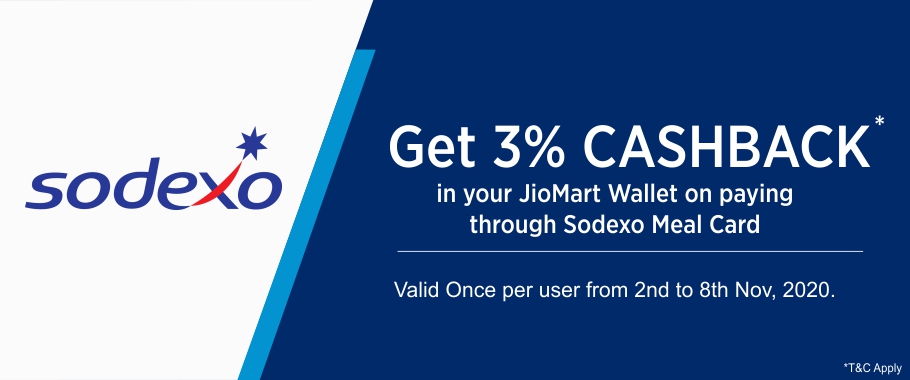 sodexo
Get 3% CASHBACK*
in your JioMart Wallet on paying
through Sodexo Meal Card
Valid Once per user from 2nd to 8th Nov, 2020.
*T&C Apply